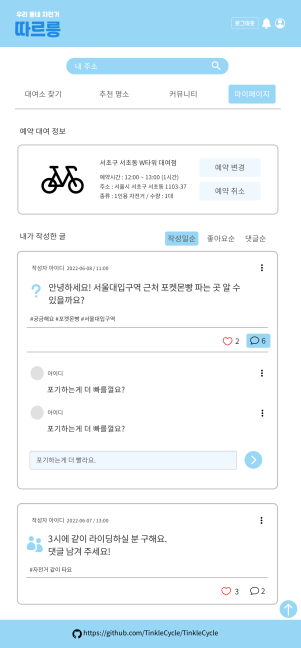 우리 동네 자전거
따르릉
로그아웃
내 주소
대여소 찾기 추천 명소 커뮤니티 마이페이지
예약 대여 정보
서초구 서초동 W타워 대여점
예약시간 : 12:00 ~ 13:00 (1시간)
주소 : 서울시 서초구 서초동 1103-37
종류 : 1인용 자전거 / 수량 : 1대
예약 변경
예약 취소
내가 작성한 글 작성일순 좋아요순 댓글순
작성자 아이디 2022-06-08 / 11:00
?
안녕하세요! 서울대입구역 근처 포켓몬빵 파는 곳 알 수
있을까요?
#궁금해요 #포켓몬빵 #서울대입구역
2 6
아이디
포기하는게 더 빠를껄요?
아이디
포기하는게 더 빠를껄요?
포기하는게 더 빨라요.
작성자 아이디 2022-06-07 / 13:00
3시에 같이 라이딩하실 분 구해요.
댓글 남겨 주세요!
#자전거 같이 타요
3 2
https://github.com/TinkleCycle/TinkleCycle